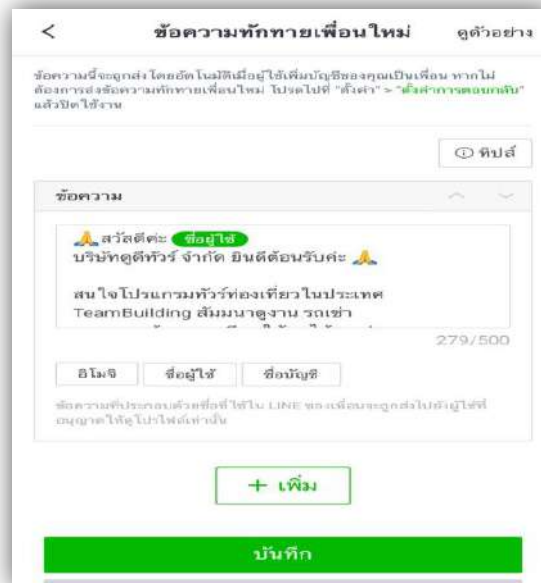 ข้อความทักทายเพื่อนใหม่
ดูตัวอย่าง
ข้อความนี้จะถูกส่งโดยอัตโนมัติเมื่อผู้ใช้เพิ่มบัญชีของคุณเป็นเพื่อน หากไม่
ต้องการส่งข้อความทักทายเพื่อนใหม่ โปรดไปที่ "ตั้งค่า" > "ตั้งค่าการตอบกลับ"
แล้วปิดใช้งาน
ทิปส์
ข้อความ
🙏 สวัสดีค่ะ ชื่อผู้ใช้
บริษัทดูดีทัวร์ จำกัด ยินดีต้อนรับค่ะ 🙏
สนใจโปรแกรมทัวร์ท่องเที่ยวในประเทศ
TeamBuilding สัมมนาดูงาน รถเช่า
279/500
อิโมจิ
ชื่อผู้ใช้
ชื่อบัญชี
ข้อความที่ประกอบด้วยชื่อที่ใช้ใน LINE ของเพื่อนจะถูกส่งไปยังผู้ใช้ที่
อนุญาตให้ดูโปรไฟล์เท่านั้น
+ เพิ่ม
บันทึก